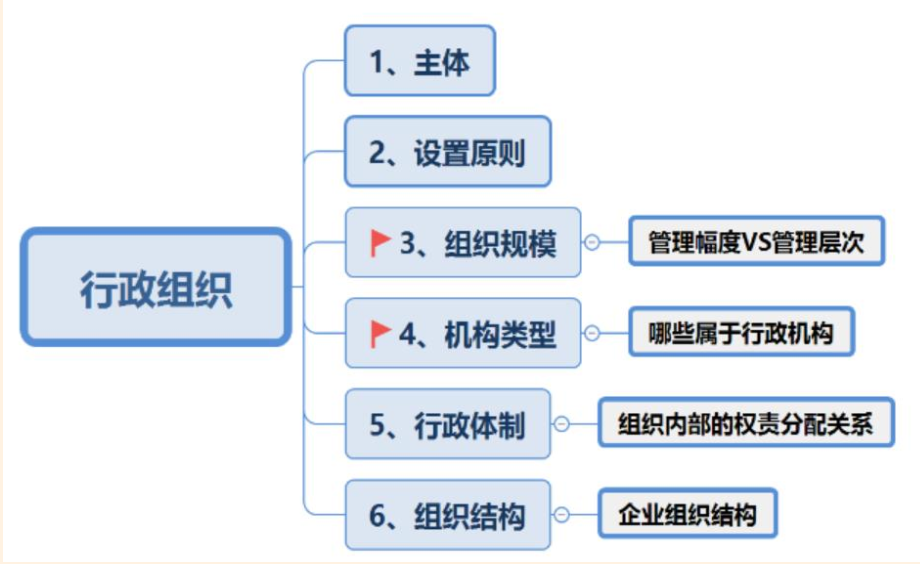 行政组织
1、主体
2、设置原则
3、组织规模
管理幅度VS管理层次
4、机构类型
哪些属于行政机构
5、行政体制
组织内部的权责分配关系
6、组织结构
企业组织结构